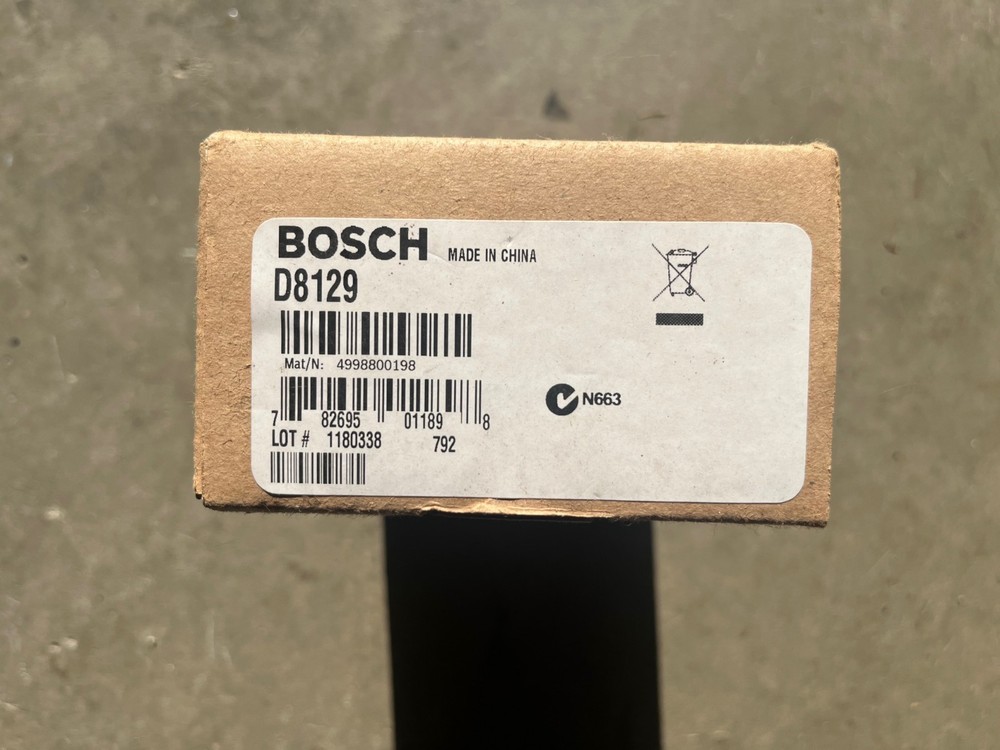 BOSCH MADE IN CHINA
D8129
Mat/N: 4998800198
7 82695 01189 8
LOT # 1180338 792
N663